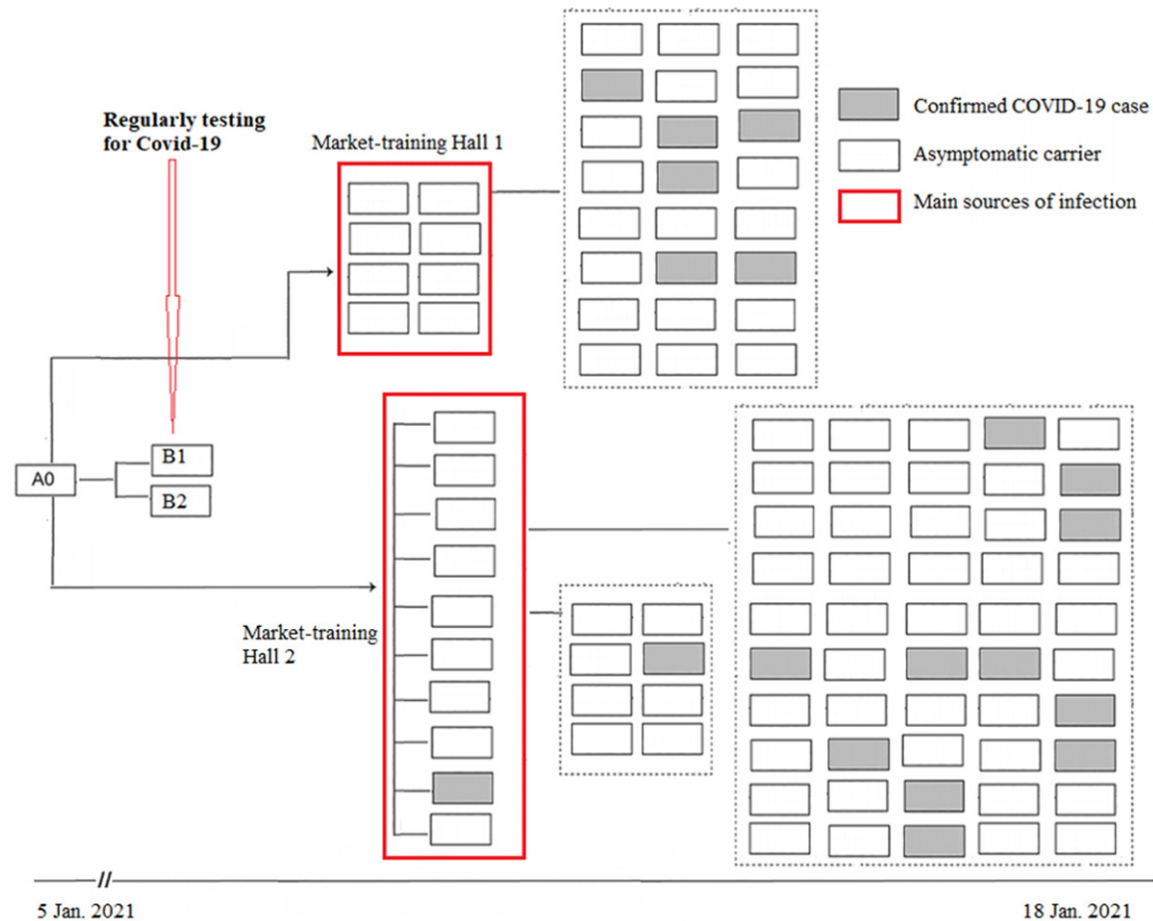 Regularly testing
for Covid-19
Market-training Hall 1
Confirmed COVID-19 case
Asymptomatic carrier
Main sources of infection
A0
B1
B2
Market-training
Hall 2
5 Jan. 2021
18 Jan. 2021